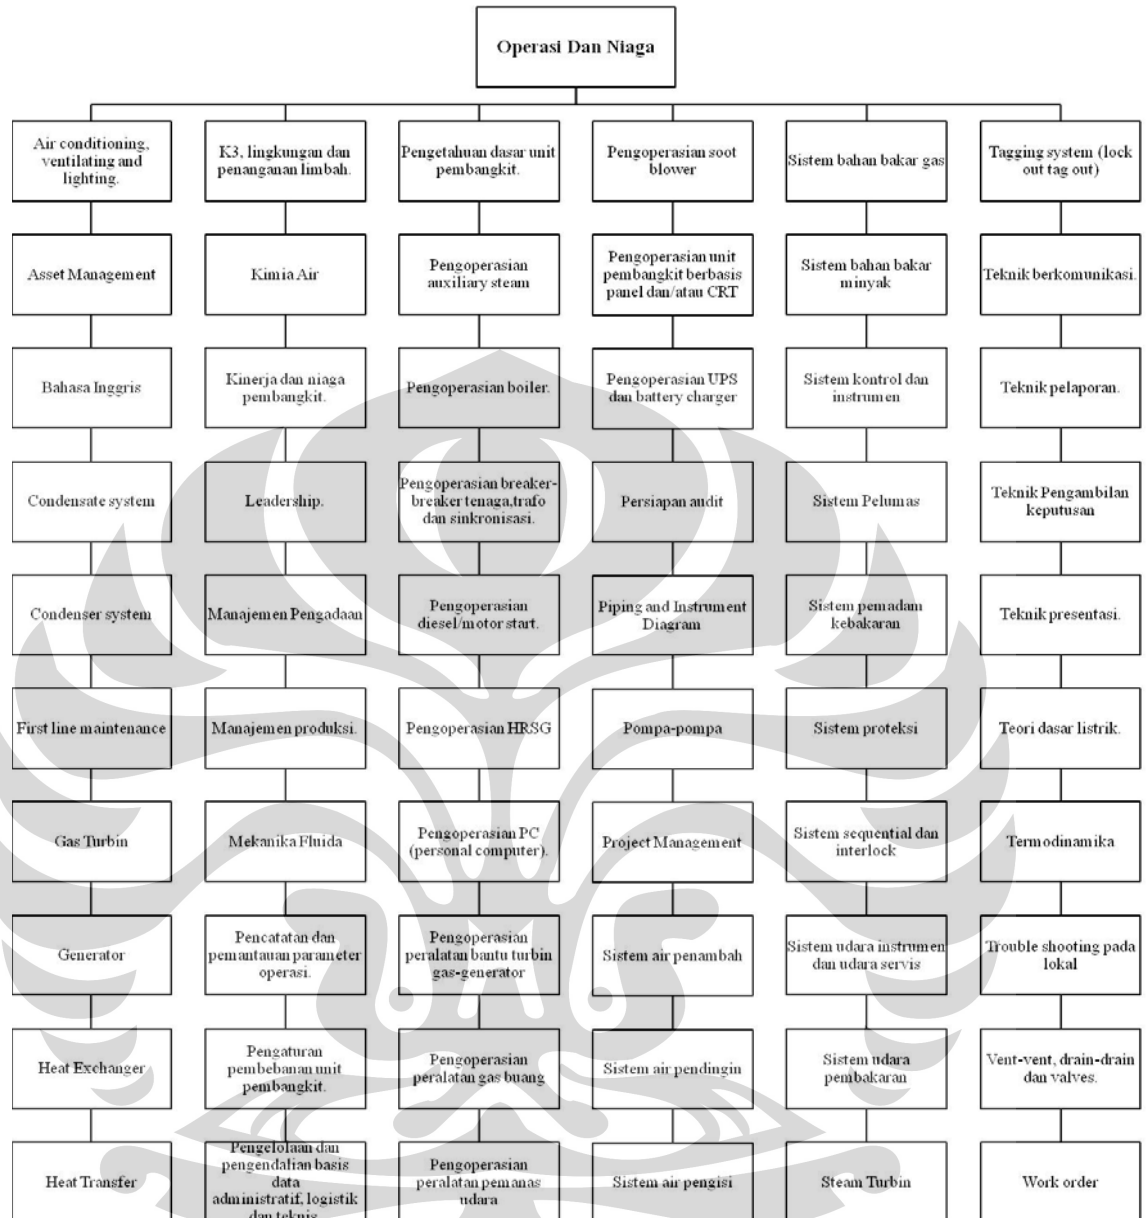 Operasi Dan Niaga
Air conditioning,
ventilating and
lighting.
Asset Management
Bahasa Inggris
Condensate system
Condenser system
First line maintenance
Gas Turbin
Generator
Heat Exchanger
Heat Transfer
K3, lingkungan dan
penanganan limbah.
Kimia Air
Kinerja dan niaga
pembangkit.
Leadership.
Manajemen Pengadaan
Manajemen produksi.
Mekanika Fluida
Pencatatan dan
pemantauan parameter
operasi.
Pengaturan
pembebanan unit
pembangkit.
Pengelolaan dan
pengendalian basis
data
administratif, logistik
dan teknis
Pengetahuan dasar unit
pembangkit.
Pengoperasian
auxiliary steam
Pengoperasian boiler.
Pengoperasian breaker-
breaker tenaga,trafo
dan sinkronisasi.
Pengoperasian
diesel/motor start.
Pengoperasian HRSG
Pengoperasian PC
(personal computer).
Pengoperasian
peralatan bantu turbin
gas-generator
Pengoperasian
peralatan gas buang
Pengoperasian
peralatan pemanas
udara
Pengoperasian soot
blower
Pengoperasian unit
pembangkit berbasis
panel dan/atau CRT
Pengoperasian UPS
dan battery charger
Persiapan audit
Piping and Instrument
Diagram
Pompa-pompa
Project Management
Sistem air penambah
Sistem air pendingin
Sistem air pengisi
Sistem bahan bakar gas
Sistem bahan bakar
minyak
Sistem kontrol dan
instrumen
Sistem Pelumas
Sistem pemadam
kebakaran
Sistem proteksi
Sistem sequential dan
interlock
Sistem udara instrumen
dan udara servis
Sistem udara
pembakaran
Steam Turbin
Tagging system (lock
out tag out)
Teknik berkomunikasi.
Teknik pelaporan.
Teknik Pengambilan
keputusan
Teknik presentasi.
Teori dasar listrik.
Termodinamika
Trouble shooting pada
lokal
Vent-vent, drain-drain
dan valves.
Work order